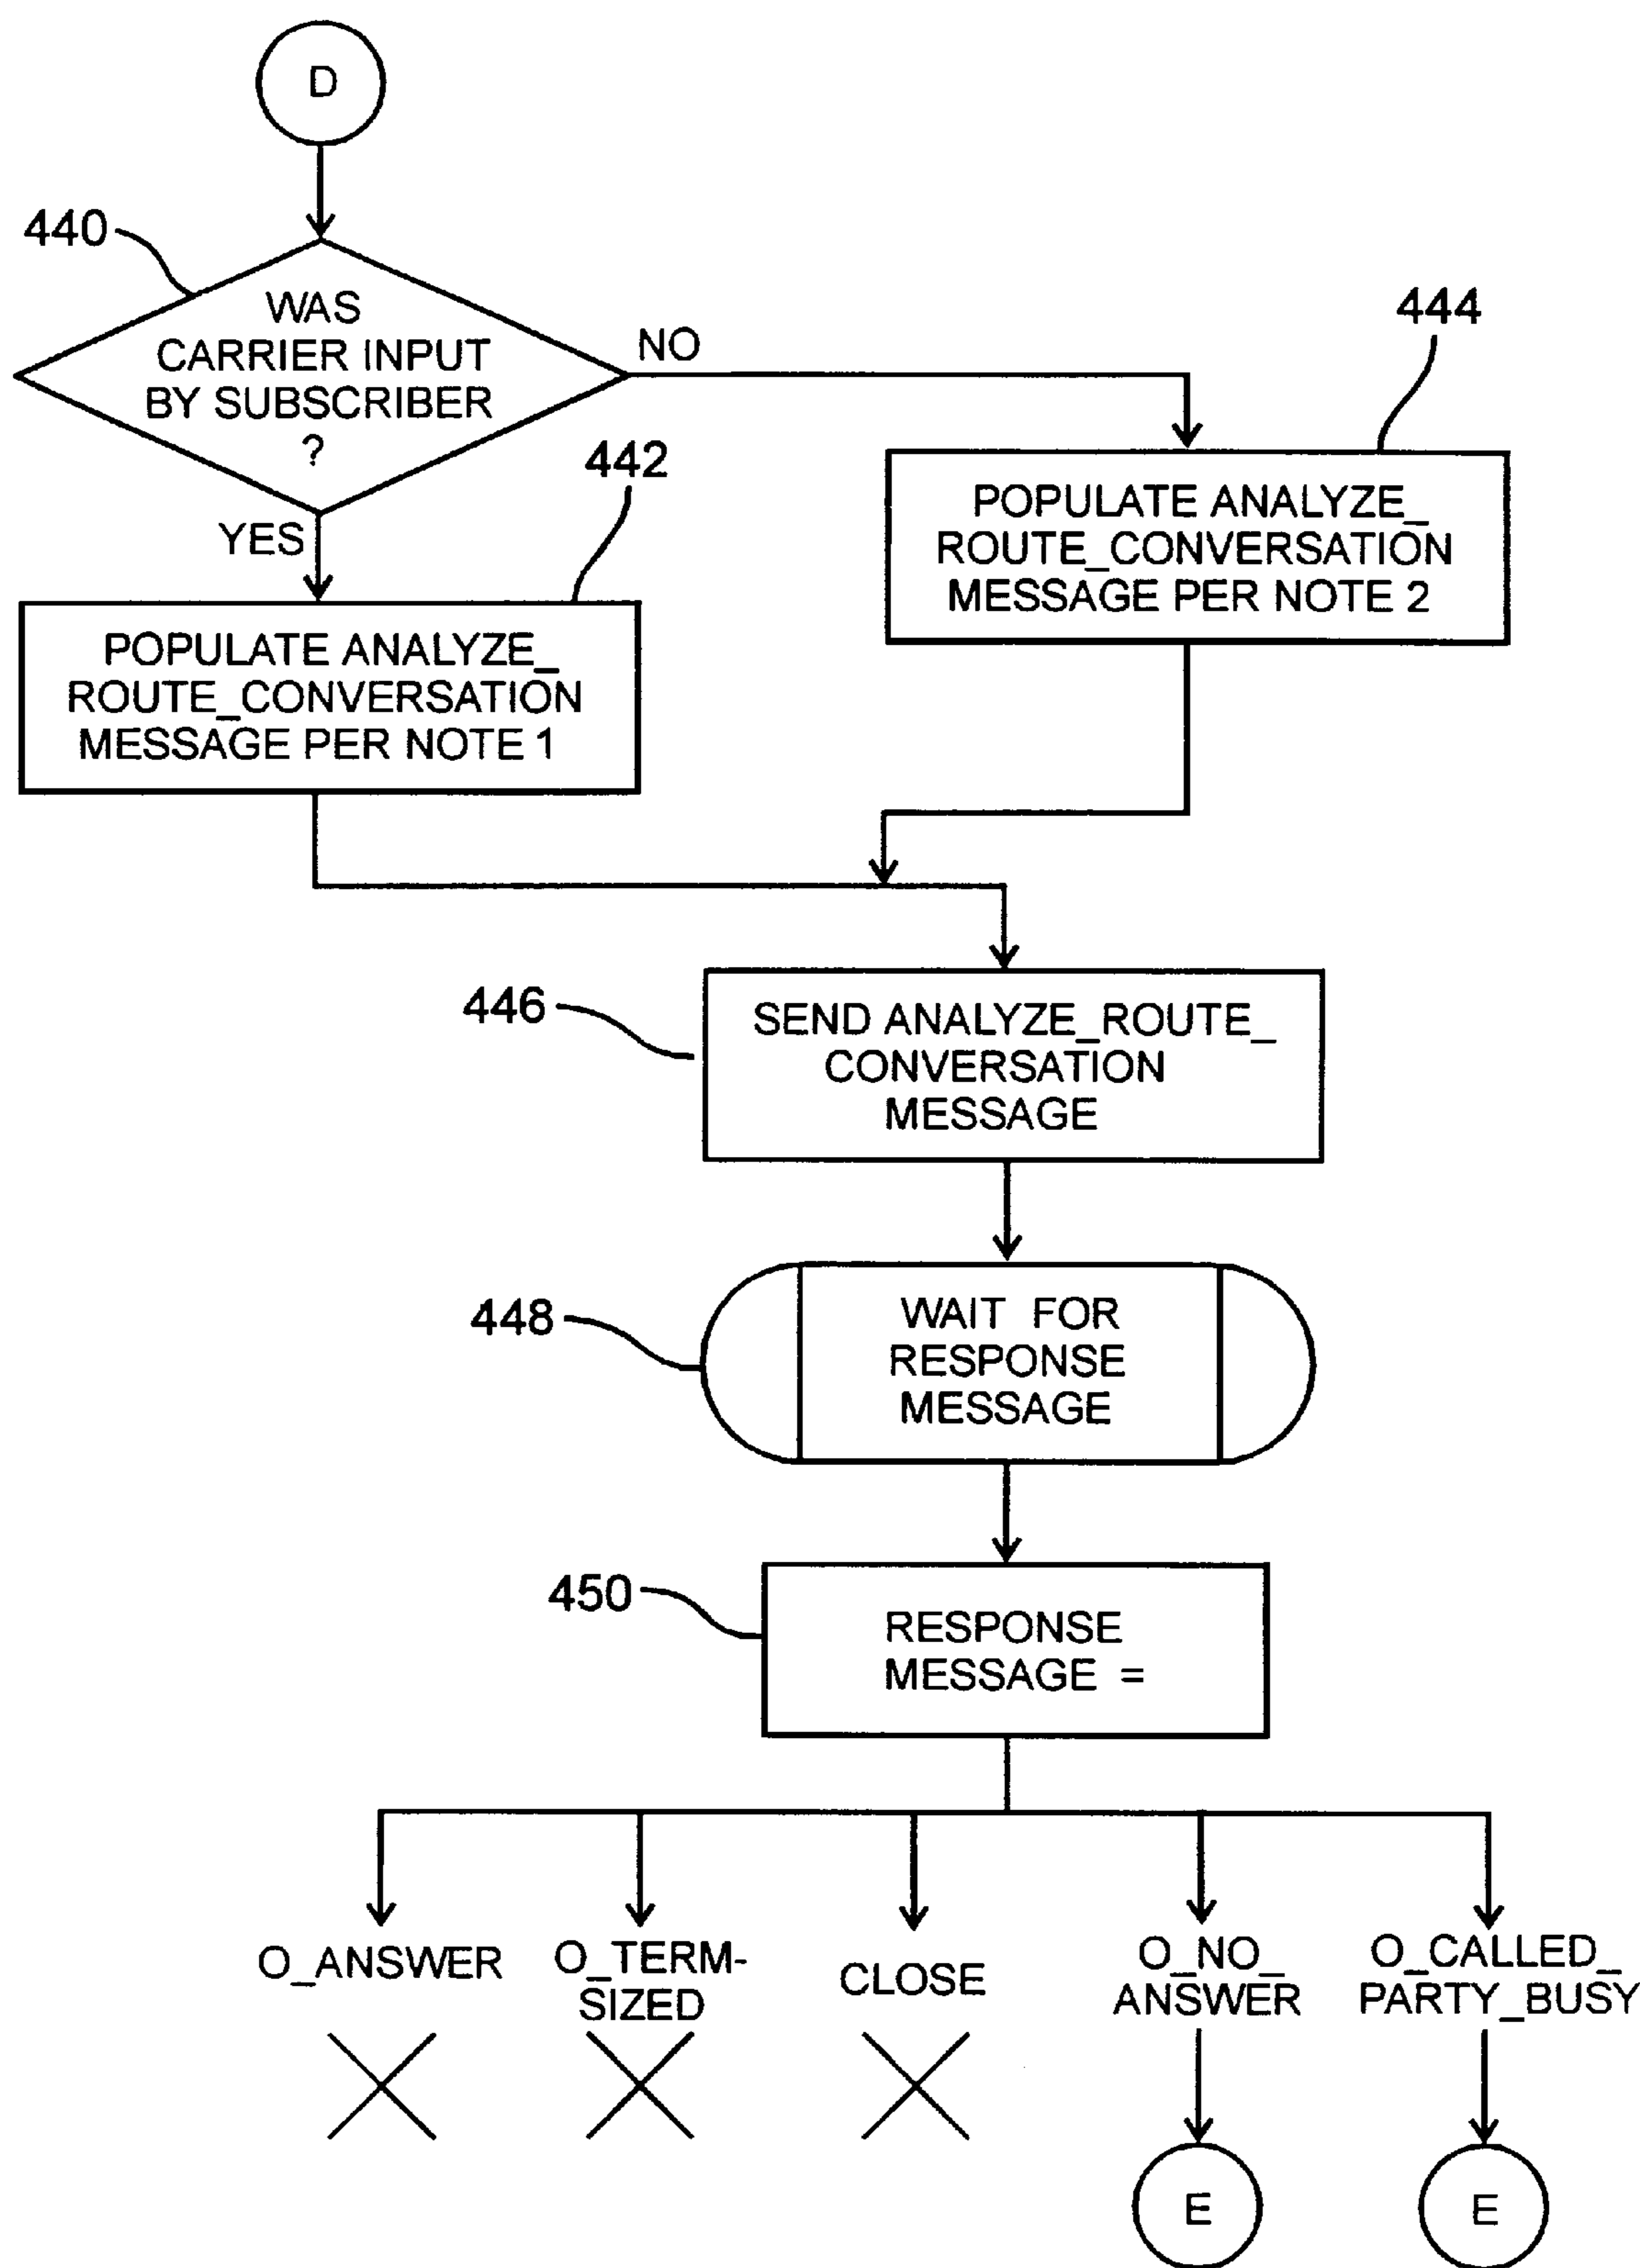 D
440
WAS
CARRIER INPUT
BY SUBSCRIBER
?
NO
YES
444
POPULATE ANALYZE_
ROUTE_CONVERSATION
MESSAGE PER NOTE 2
442
POPULATE ANALYZE_
ROUTE_CONVERSATION
MESSAGE PER NOTE 1
446
SEND ANALYZE_ROUTE_
CONVERSATION
MESSAGE
448
WAIT FOR
RESPONSE
MESSAGE
450
RESPONSE
MESSAGE =
O_ANSWER
O_TERM-
SIZED
CLOSE
O_NO_
ANSWER
O_CALLED_
PARTY_BUSY
E
E